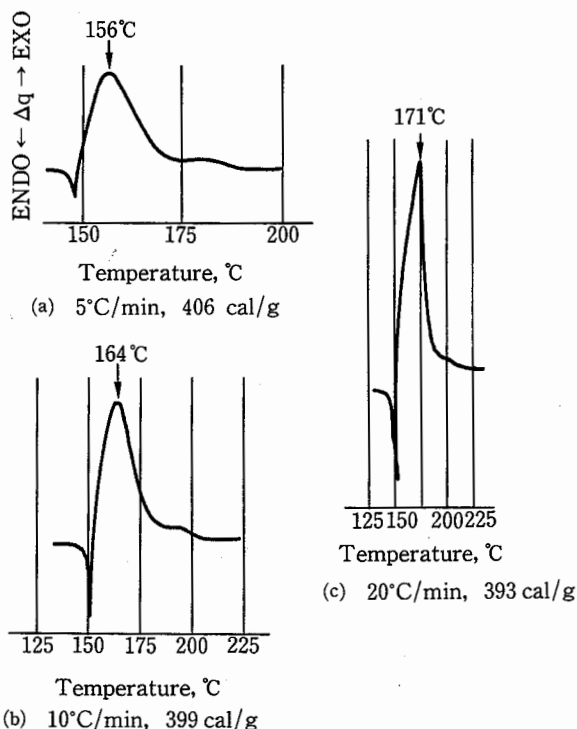 156℃
ENDO ← Δq → EXO
150 175 200
Temperature, ℃
(a) 5°C/min, 406 cal/g
164℃
125 150 175 200 225
Temperature, ℃
(b) 10°C/min, 399 cal/g
171℃
125 150 200 225
Temperature, ℃
(c) 20°C/min, 393 cal/g